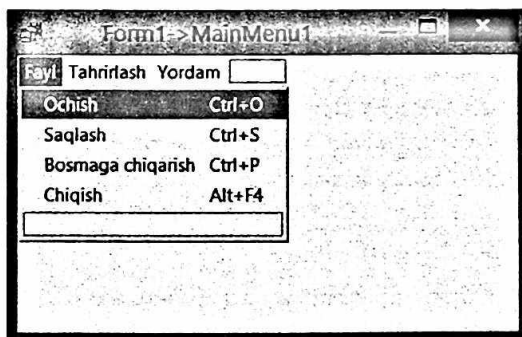 Form1->MainMenu1
Fayl Tahrirlash Yordam
Ochish Ctrl+O
Saqlash Ctrl+S
Bosmaga chiqarish Ctrl+P
Chiqish Alt+F4